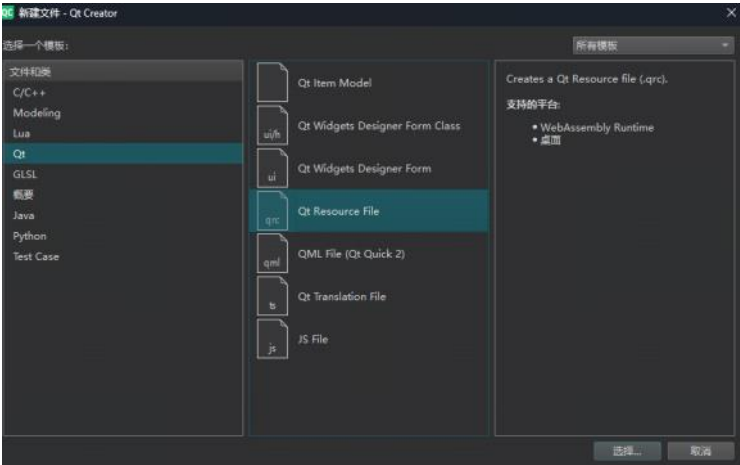 QC 新建文件 - Qt Creator
选择一个模板:
所有模板
文件和类
C/C++
Modeling
Lua
Qt
GLSL
概要
Java
Python
Test Case
Qt Item Model
ui/h Qt Widgets Designer Form Class
ui Qt Widgets Designer Form
qrc Qt Resource File
qml QML File (Qt Quick 2)
ts Qt Translation File
js JS File
Creates a Qt Resource file (.qrc).
支持的平台:
• WebAssembly Runtime
• 桌面
选择...
取消